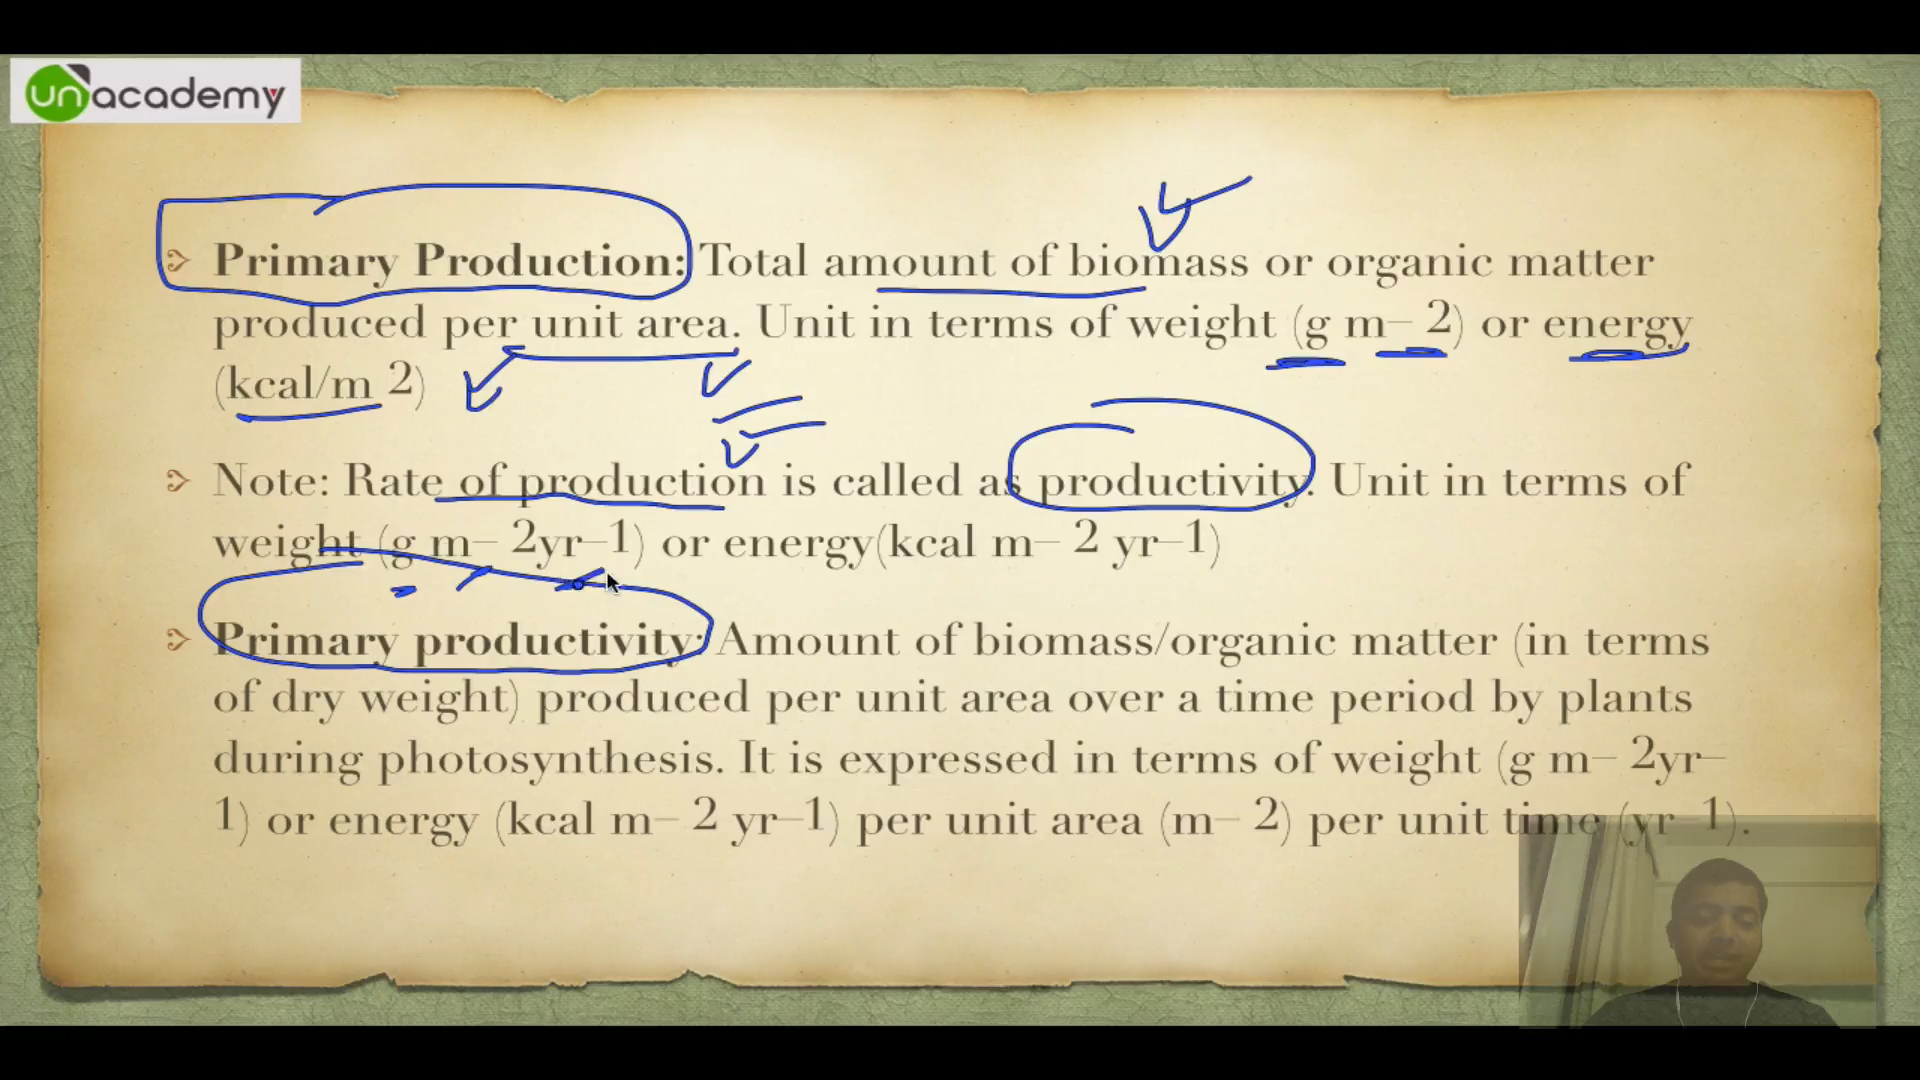 unacademy
Primary Production: Total amount of biomass or organic matter
produced per unit area. Unit in terms of weight (g m– 2) or energy
(kcal/m 2)
Note: Rate of production is called as productivity. Unit in terms of
weight (g m– 2yr–1) or energy(kcal m– 2 yr–1)
Primary productivity: Amount of biomass/organic matter (in terms
of dry weight) produced per unit area over a time period by plants
during photosynthesis. It is expressed in terms of weight (g m– 2yr–
1) or energy (kcal m– 2 yr–1) per unit area (m– 2) per unit time (yr–1).